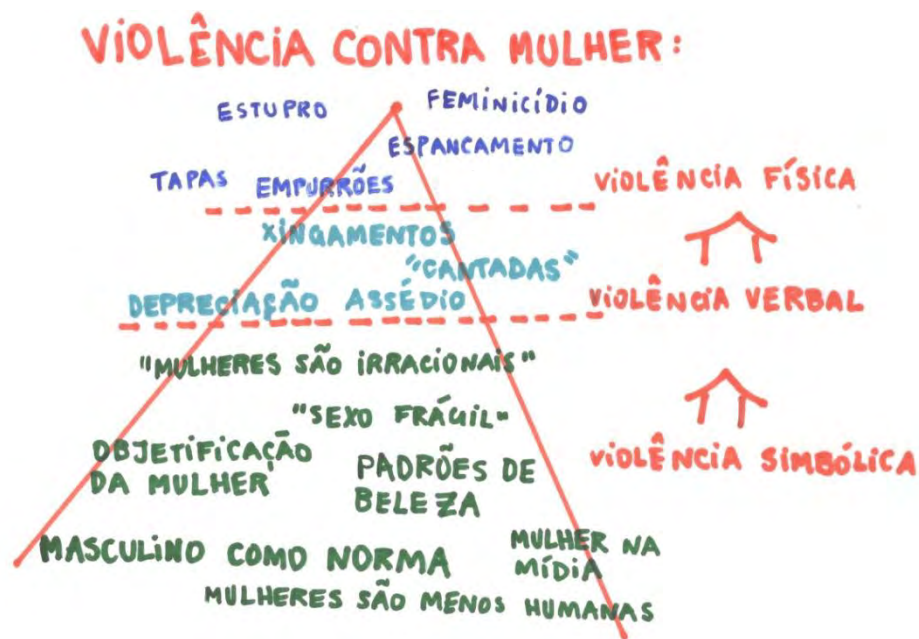 VIOLÊNCIA CONTRA MULHER:
ESTUPRO
FEMINICÍDIO
ESPANCAMENTO
TAPAS EMPURRÕES
VIOLÊNCIA FÍSICA
XINGAMENTOS
"CANTADAS"
DEPRECIAÇÃO ASSÉDIO
VIOLÊNCIA VERBAL
"MULHERES SÃO IRRACIONAIS"
"SEXO FRÁGIL"
OBJETIFICAÇÃO
DA MULHER
PADRÕES DE
BELEZA
VIOLÊNCIA SIMBÓLICA
MASCULINO COMO NORMA
MULHER NA
MÍDIA
MULHERES SÃO MENOS HUMANAS